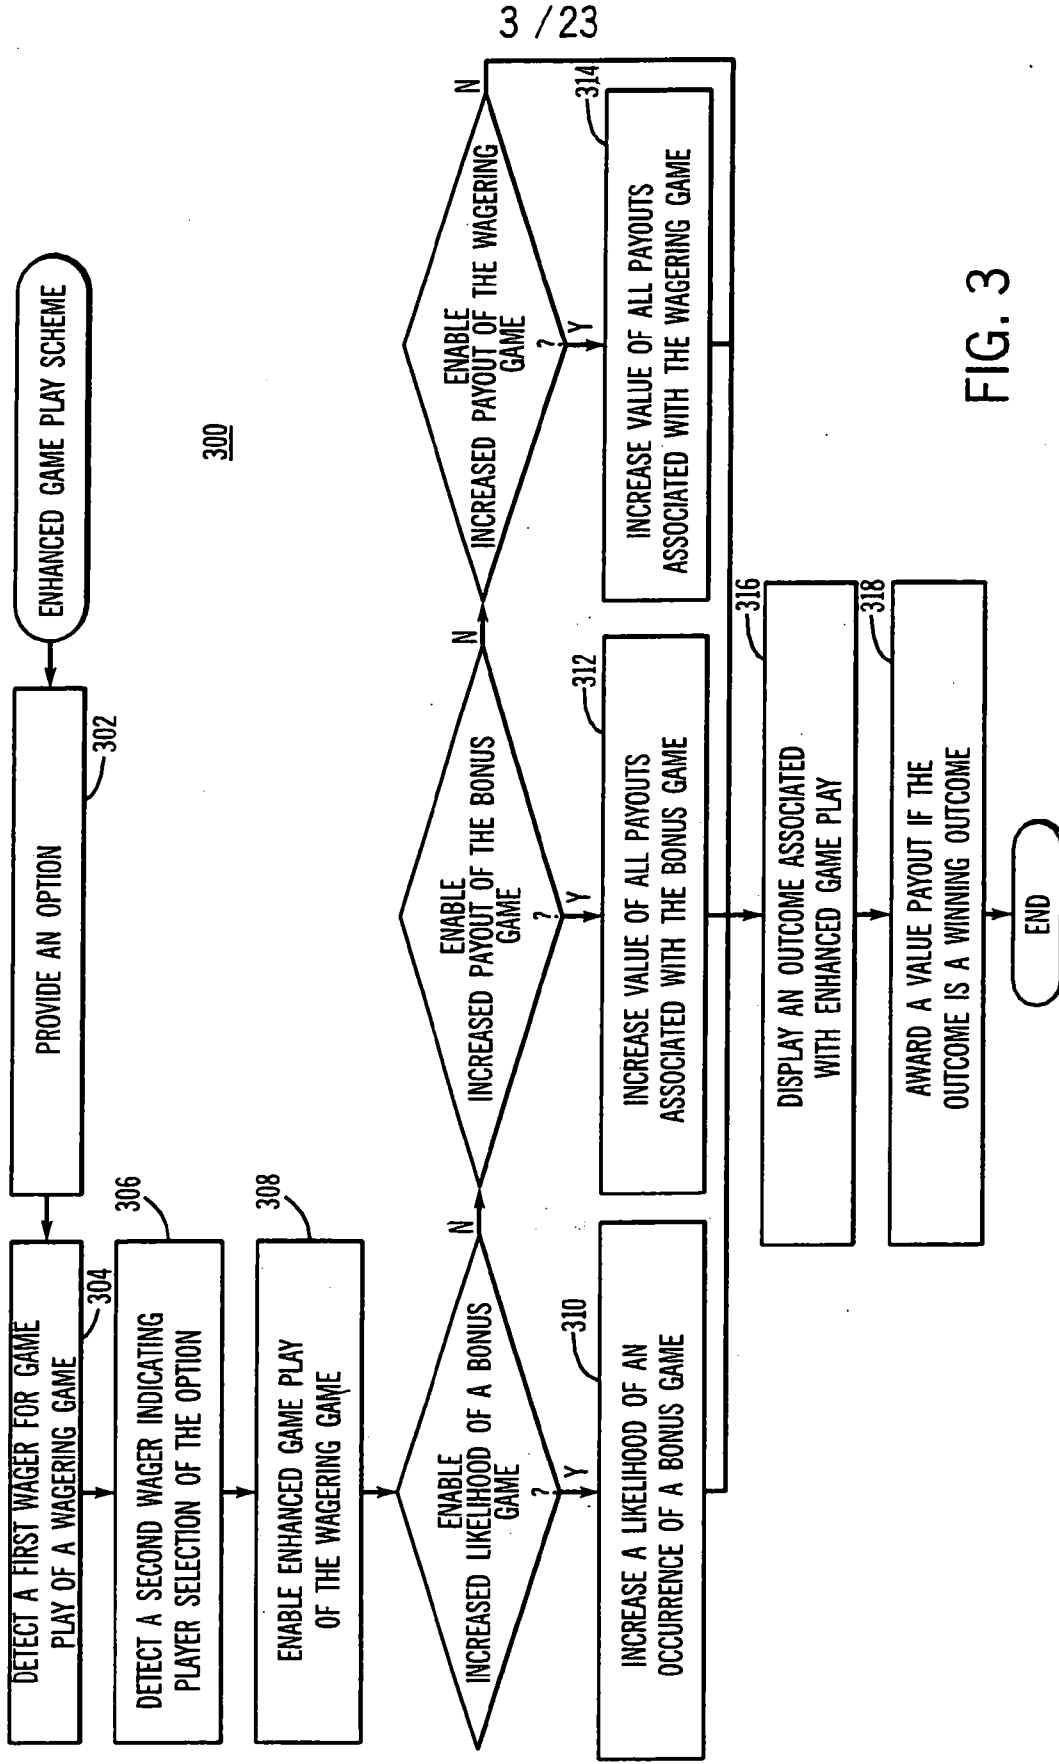 3 / 23
ENHANCED GAME PLAY SCHEME
300
PROVIDE AN OPTION
302
DETECT A FIRST WAGER FOR GAME
PLAY OF A WAGERING GAME
304
DETECT A SECOND WAGER INDICATING
PLAYER SELECTION OF THE OPTION
306
ENABLE ENHANCED GAME PLAY
OF THE WAGERING GAME
308
ENABLE
INCREASED LIKELIHOOD OF A BONUS
GAME
?
Y
N
INCREASE A LIKELIHOOD OF AN
OCCURRENCE OF A BONUS GAME
310
ENABLE
INCREASED PAYOUT OF THE BONUS
GAME
?
Y
N
INCREASE VALUE OF ALL PAYOUTS
ASSOCIATED WITH THE BONUS GAME
312
ENABLE
INCREASED PAYOUT OF THE WAGERING
GAME
?
Y
N
INCREASE VALUE OF ALL PAYOUTS
ASSOCIATED WITH THE WAGERING GAME
314
DISPLAY AN OUTCOME ASSOCIATED
WITH ENHANCED GAME PLAY
316
AWARD A VALUE PAYOUT IF THE
OUTCOME IS A WINNING OUTCOME
318
END
FIG. 3